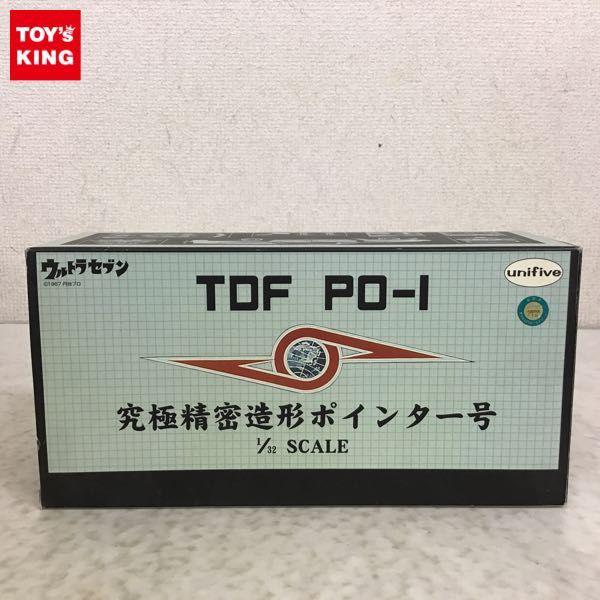 TOY'S
KING
ウルトラセブン
©1967 円谷プロ
unifive
TDF PO-1
究極精密造形ポインター号
1/32 SCALE